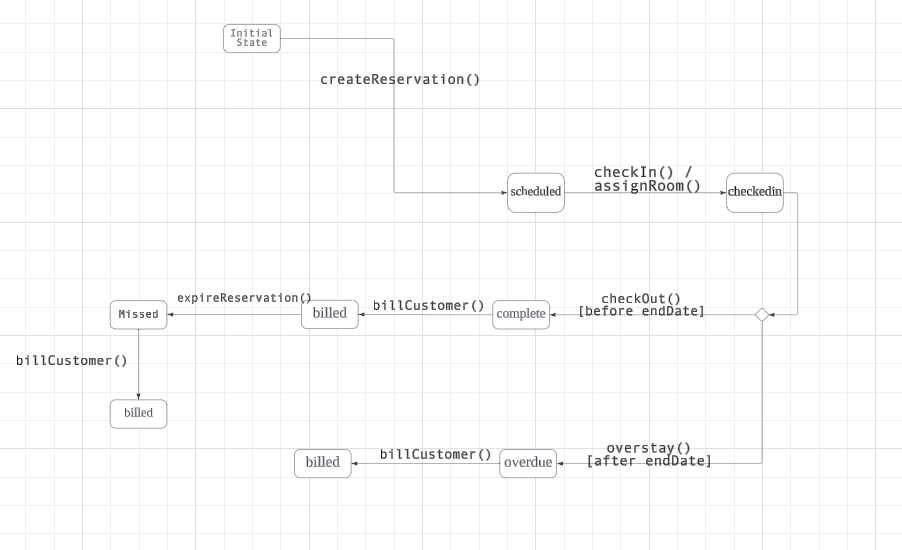 Initial
State
createReservation()
checkIn() /
assignRoom()
scheduled
checkedin
expireReservation()
billCustomer()
checkOut()
[before endDate]
Missed
billed
complete
billCustomer()
billed
overstay()
[after endDate]
billCustomer()
billed
overdue